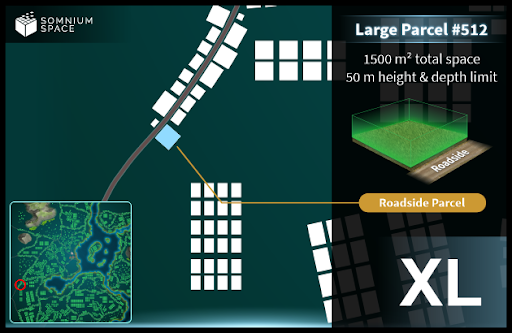 SOMNIUM
SPACE
Large Parcel #512
1500 m² total space
50 m height & depth limit
Roadside
Roadside Parcel
XL